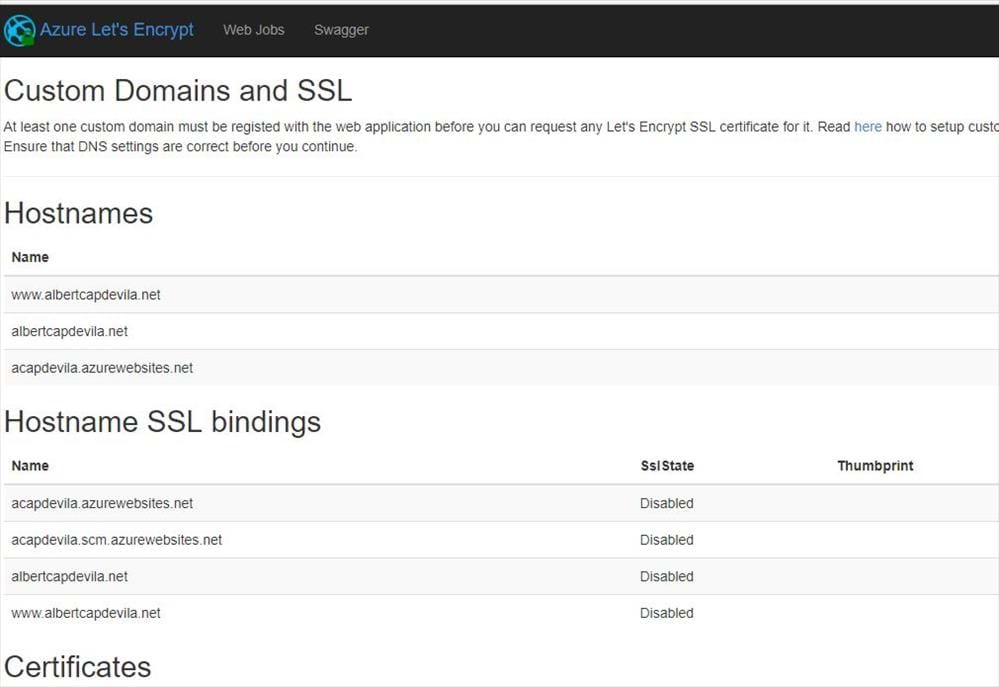 Azure Let's Encrypt Web Jobs Swagger
Custom Domains and SSL
At least one custom domain must be registed with the web application before you can request any Let's Encrypt SSL certificate for it. Read here how to setup custo
Ensure that DNS settings are correct before you continue.
Hostnames
Name
www.albertcapdevila.net
albertcapdevila.net
acapdevila.azurewebsites.net
Hostname SSL bindings
Name SslState Thumbprint
acapdevila.azurewebsites.net Disabled
acapdevila.scm.azurewebsites.net Disabled
albertcapdevila.net Disabled
www.albertcapdevila.net Disabled
Certificates